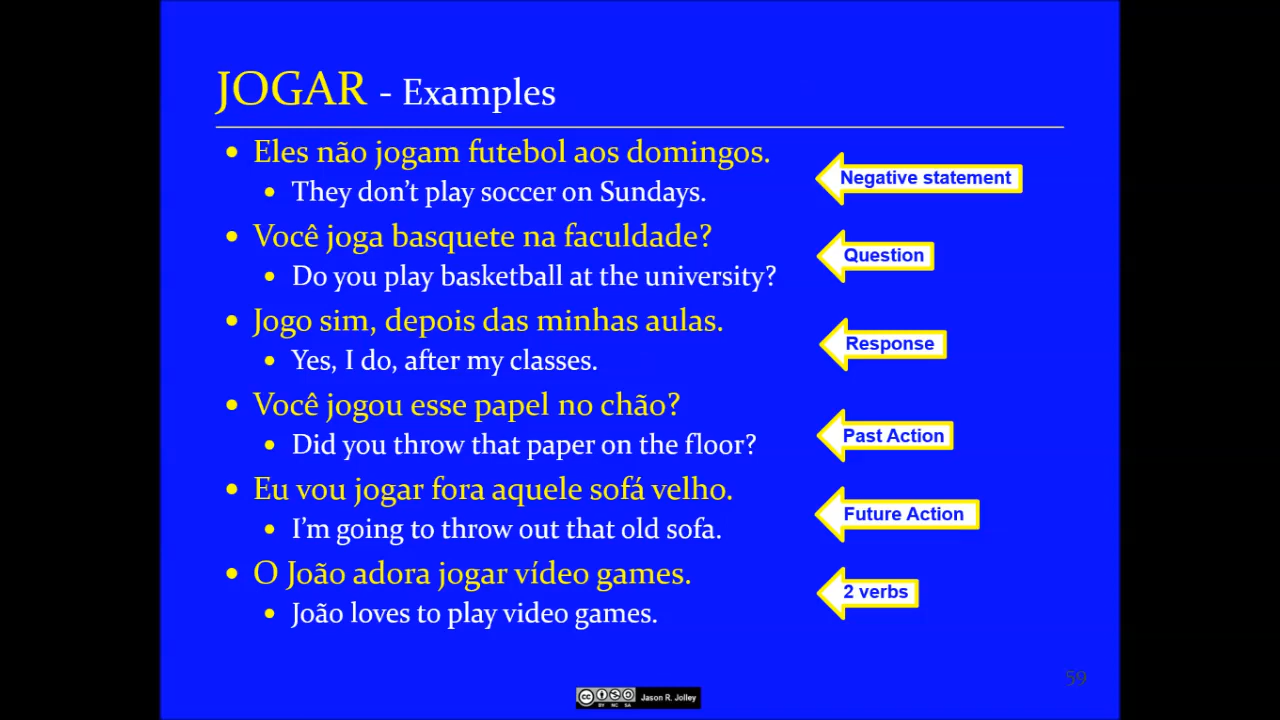 JOGAR - Examples
• Eles não jogam futebol aos domingos.
• They don't play soccer on Sundays.
Negative statement
• Você joga basquete na faculdade?
• Do you play basketball at the university?
Question
• Jogo sim, depois das minhas aulas.
• Yes, I do, after my classes.
Response
• Você jogou esse papel no chão?
• Did you throw that paper on the floor?
Past Action
• Eu vou jogar fora aquele sofá velho.
• I'm going to throw out that old sofa.
Future Action
• O João adora jogar vídeo games.
• João loves to play video games.
2 verbs
59
cc BY NC SA Jason R. Jolley